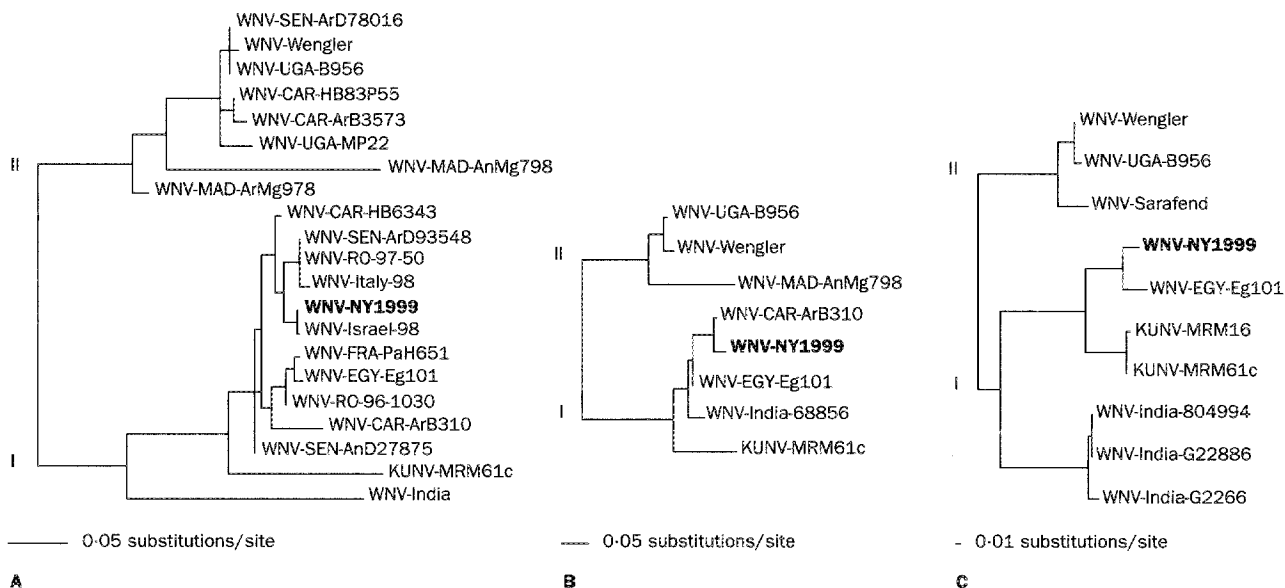 WNV-SEN-ArD78016
WNV-Wengler
WNV-UGA-B956
WNV-CAR-HB83P55
WNV-CAR-ArB3573
WNV-UGA-MP22
WNV-MAD-AnMg798
WNV-MAD-ArMg978
II
WNV-CAR-HB6343
WNV-SEN-ArD93548
WNV-RO-97-50
WNV-Italy-98
WNV-NY1999
WNV-Israel-98
WNV-FRA-PaH651
WNV-EGY-Eg101
WNV-RO-96-1030
WNV-CAR-ArB310
WNV-SEN-AnD27875
KUNV-MRM61c
WNV-India
I
0·05 substitutions/site
A
WNV-UGA-B956
WNV-Wengler
WNV-MAD-AnMg798
II
WNV-CAR-ArB310
WNV-NY1999
WNV-EGY-Eg101
WNV-India-68856
KUNV-MRM61c
I
0·05 substitutions/site
B
WNV-Wengler
WNV-UGA-B956
WNV-Sarafend
II
WNV-NY1999
WNV-EGY-Eg101
KUNV-MRM16
KUNV-MRM61c
I
WNV-india-804994
WNV-India-G22886
WNV-India-G2266
0·01 substitutions/site
C